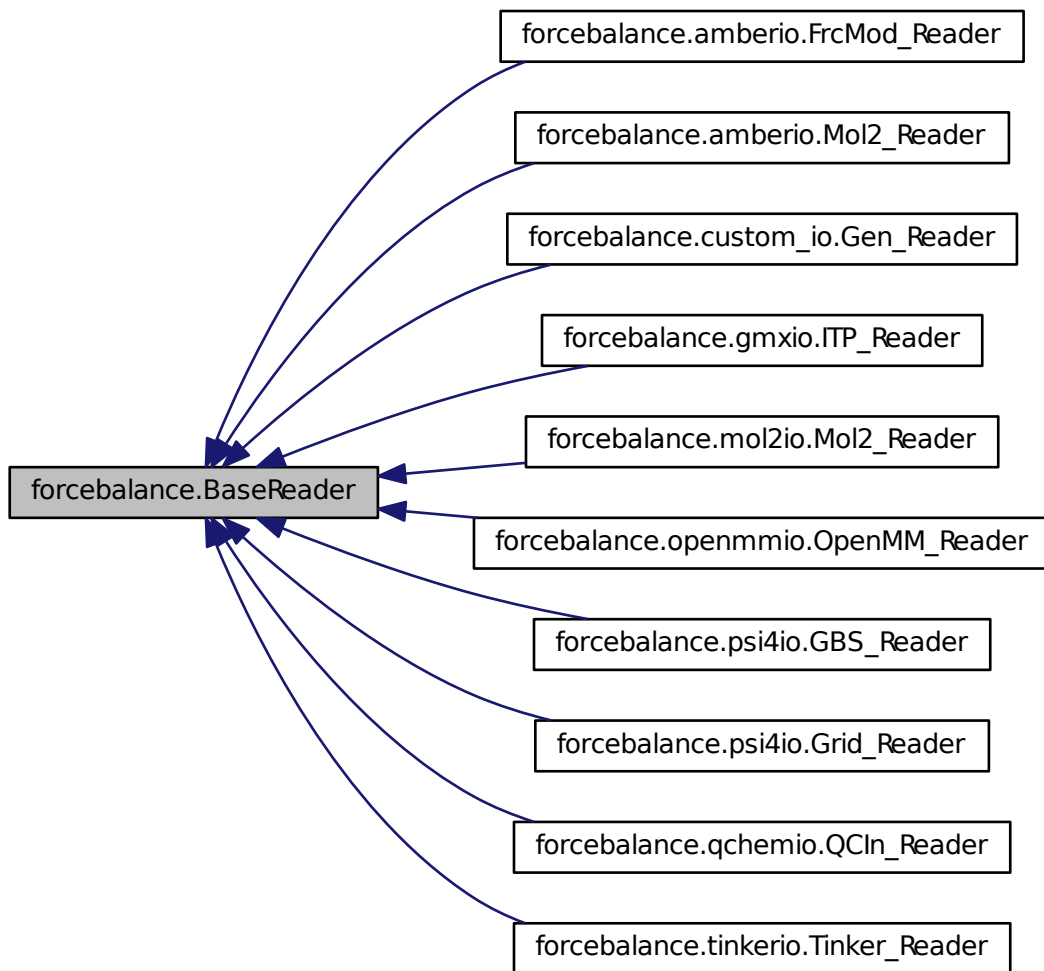 forcebalance.amberio.FrcMod_Reader
forcebalance.amberio.Mol2_Reader
forcebalance.custom_io.Gen_Reader
forcebalance.gmxio.ITP_Reader
forcebalance.mol2io.Mol2_Reader
forcebalance.BaseReader
forcebalance.openmmio.OpenMM_Reader
forcebalance.psi4io.GBS_Reader
forcebalance.psi4io.Grid_Reader
forcebalance.qchemio.QCIn_Reader
forcebalance.tinkerio.Tinker_Reader